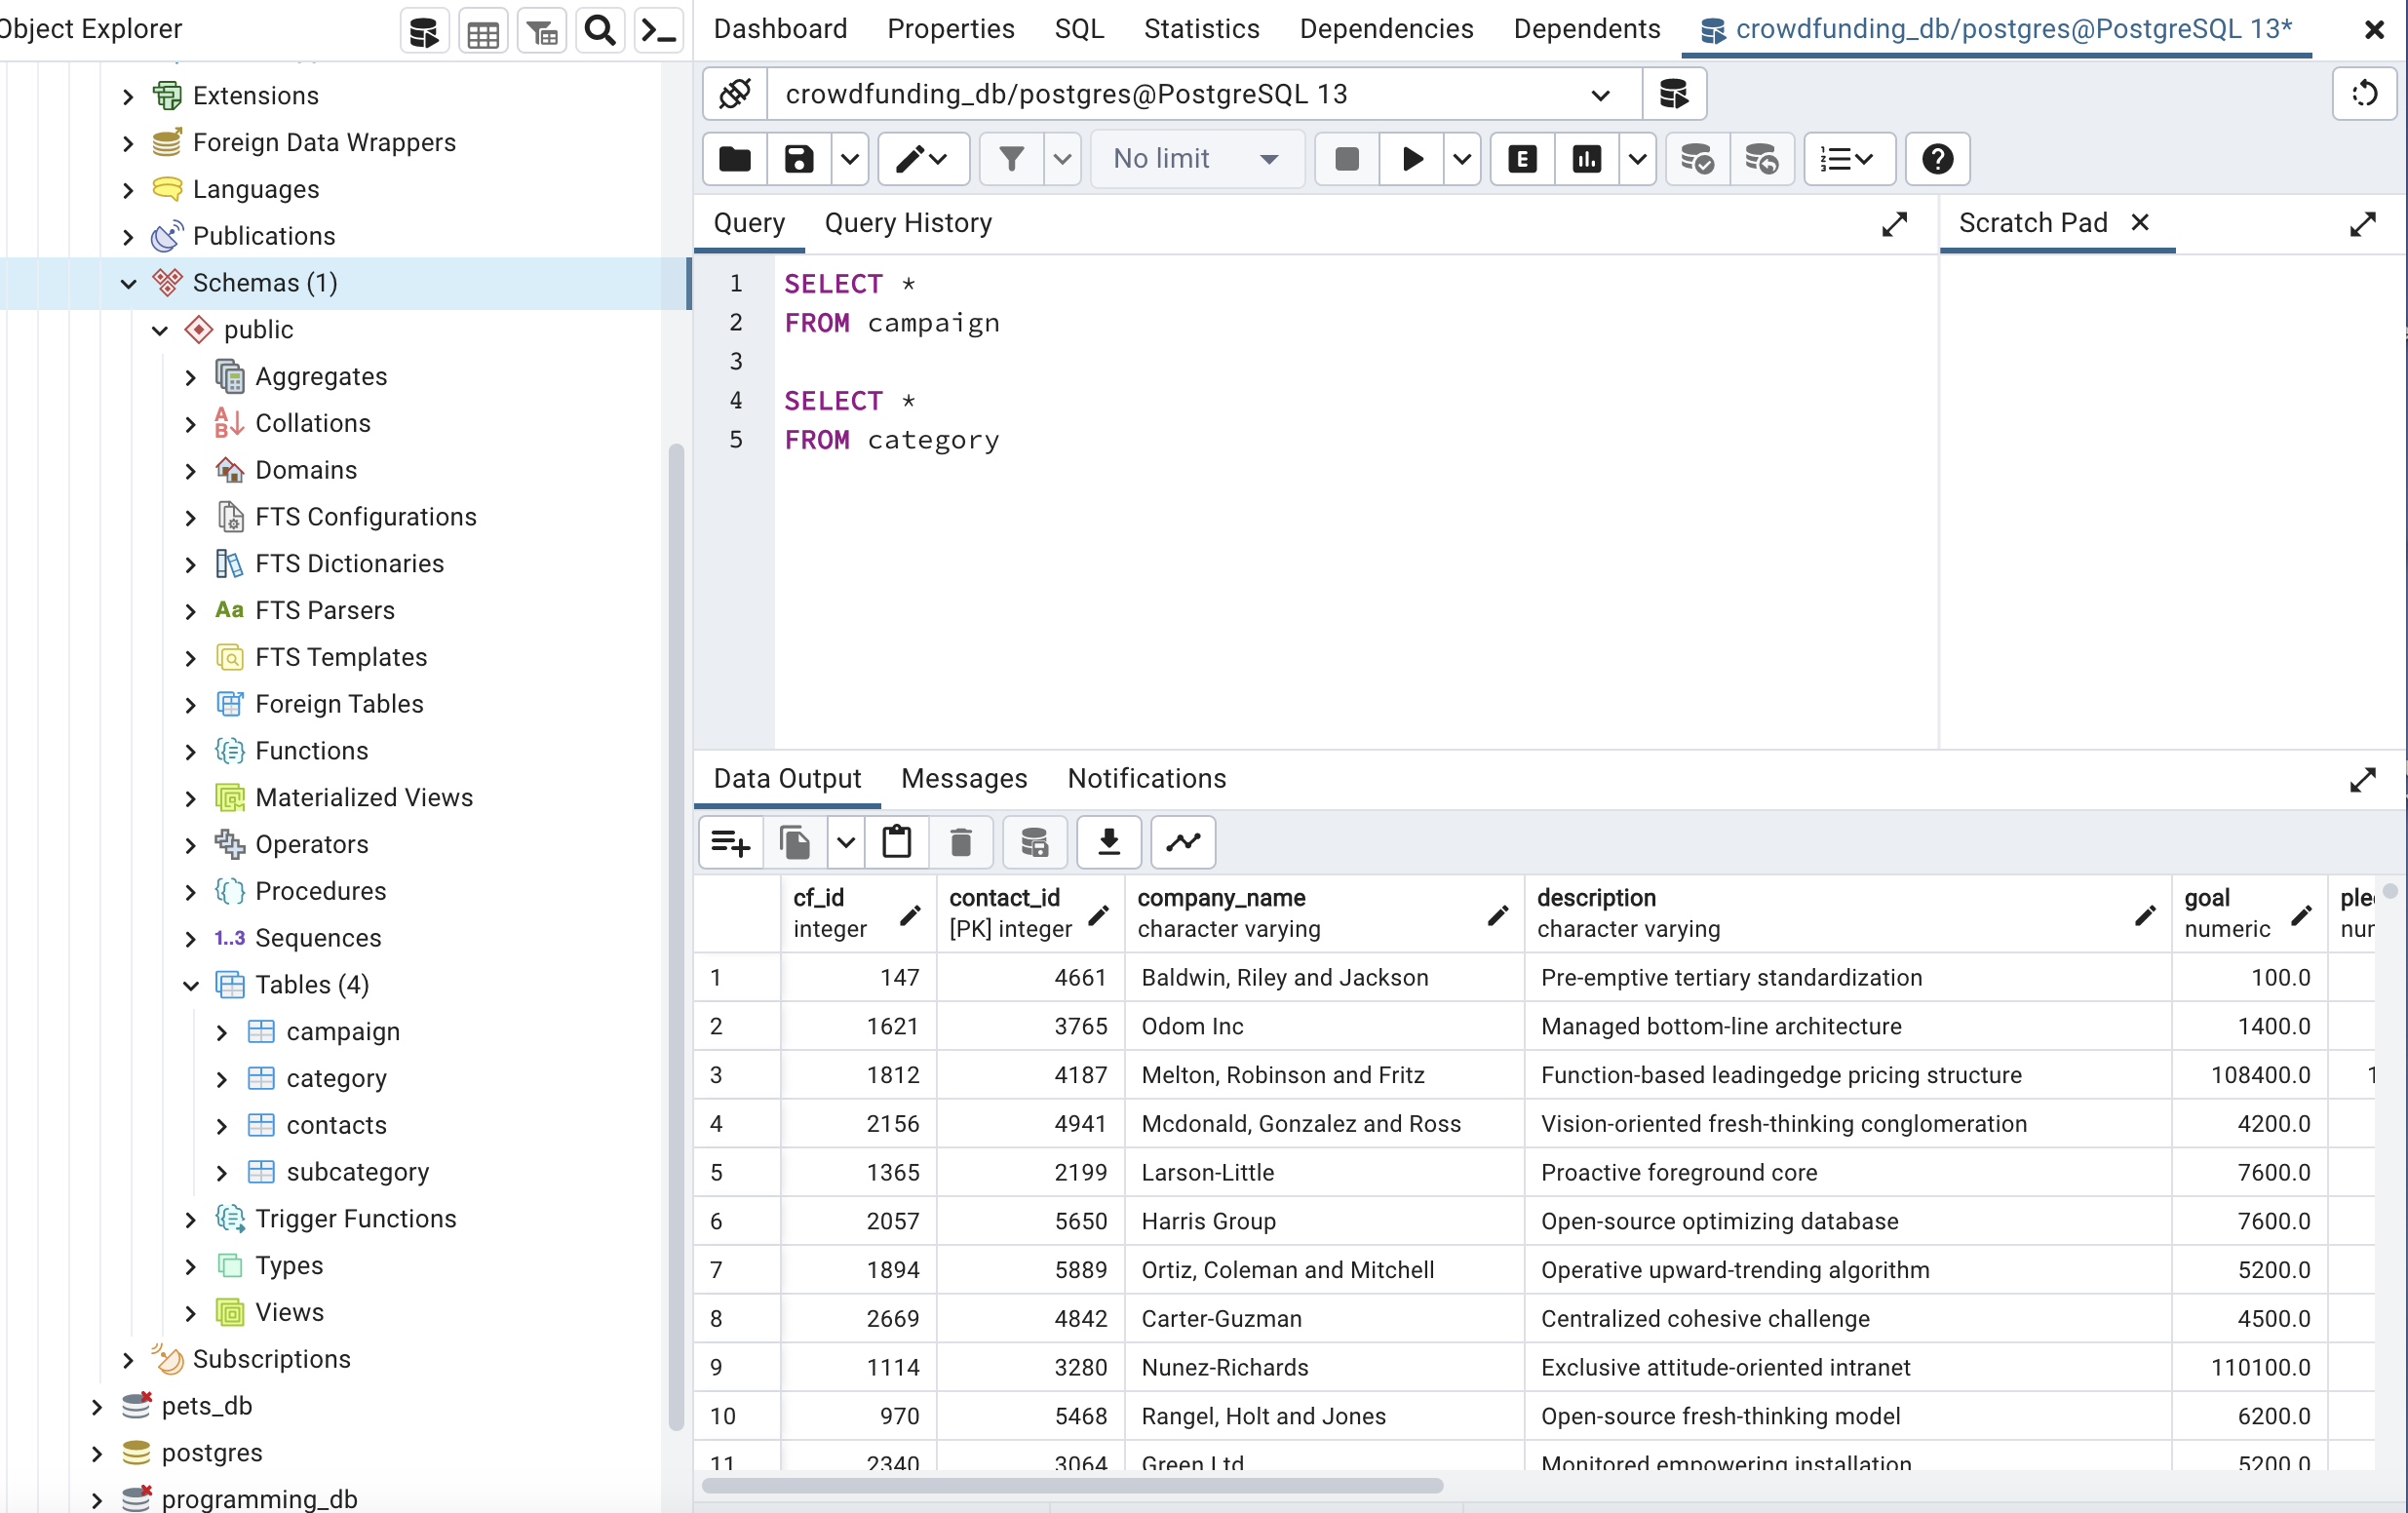 Object Explorer
Extensions
Foreign Data Wrappers
Languages
Publications
Schemas (1)
public
Aggregates
Collations
Domains
FTS Configurations
FTS Dictionaries
Aa FTS Parsers
FTS Templates
Foreign Tables
Functions
Materialized Views
Operators
Procedures
1..3 Sequences
Tables (4)
campaign
category
contacts
subcategory
Trigger Functions
Types
Views
Subscriptions
pets_db
postgres
programming_db
Dashboard Properties SQL Statistics Dependencies Dependents crowdfunding_db/postgres@PostgreSQL 13*
crowdfunding_db/postgres@PostgreSQL 13
No limit E
Query Query History Scratch Pad
1 SELECT *
2 FROM campaign
3
4 SELECT *
5 FROM category
Data Output Messages Notifications
cf_id contact_id company_name description goal
integer [PK] integer character varying character varying numeric
1 147 4661 Baldwin, Riley and Jackson Pre-emptive tertiary standardization 100.0
2 1621 3765 Odom Inc Managed bottom-line architecture 1400.0
3 1812 4187 Melton, Robinson and Fritz Function-based leadingedge pricing structure 108400.0 1
4 2156 4941 Mcdonald, Gonzalez and Ross Vision-oriented fresh-thinking conglomeration 4200.0
5 1365 2199 Larson-Little Proactive foreground core 7600.0
6 2057 5650 Harris Group Open-source optimizing database 7600.0
7 1894 5889 Ortiz, Coleman and Mitchell Operative upward-trending algorithm 5200.0
8 2669 4842 Carter-Guzman Centralized cohesive challenge 4500.0
9 1114 3280 Nunez-Richards Exclusive attitude-oriented intranet 110100.0
10 970 5468 Rangel, Holt and Jones Open-source fresh-thinking model 6200.0
11 2340 3064 Green Ltd Monitored empowering installation 5200.0